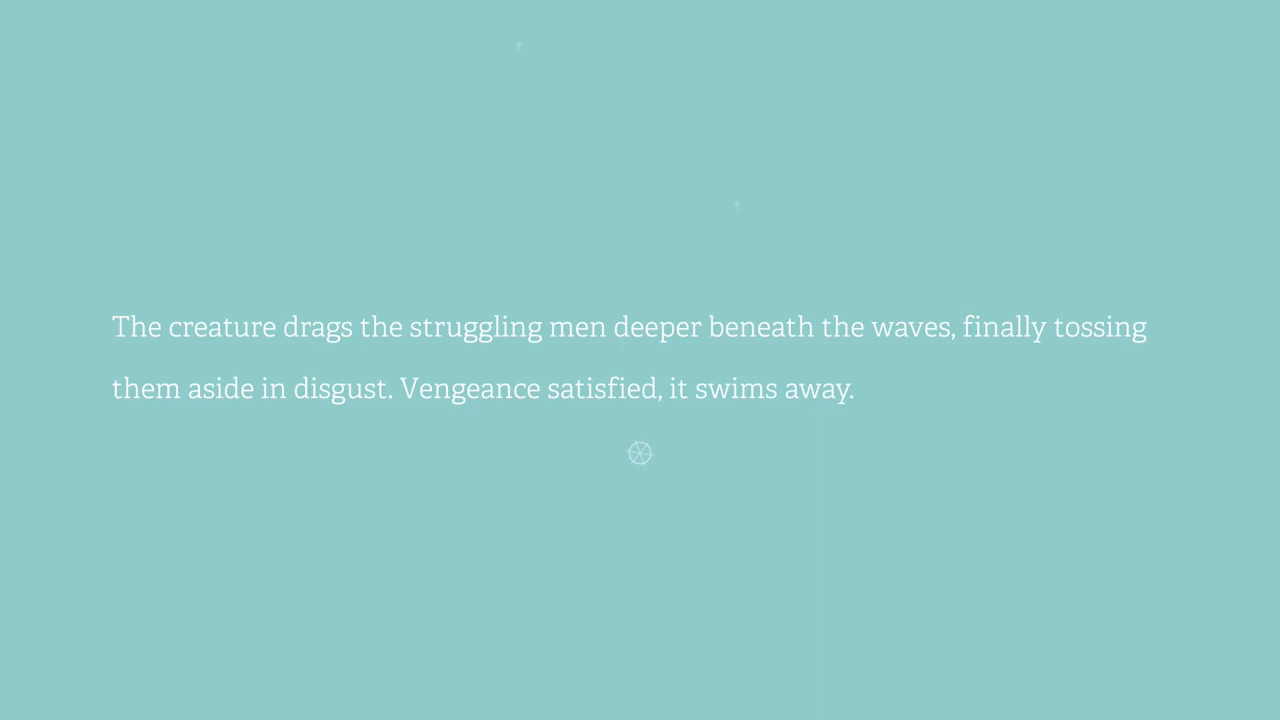 The creature drags the struggling men deeper beneath the waves, finally tossing
them aside in disgust. Vengeance satisfied, it swims away.